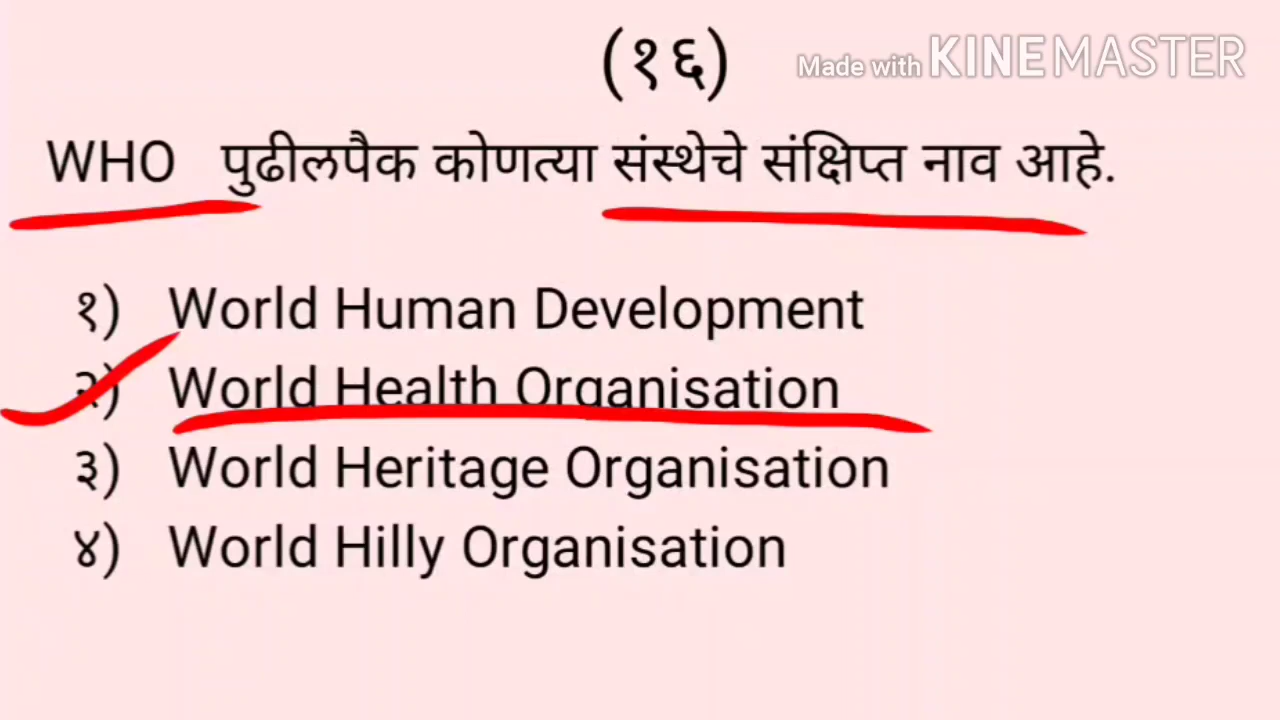 (१६)
Made with KINEMASTER
WHO पुढीलपैक कोणत्या संस्थेचे संक्षिप्त नाव आहे.
१) World Human Development
२) World Health Organisation
३) World Heritage Organisation
४) World Hilly Organisation